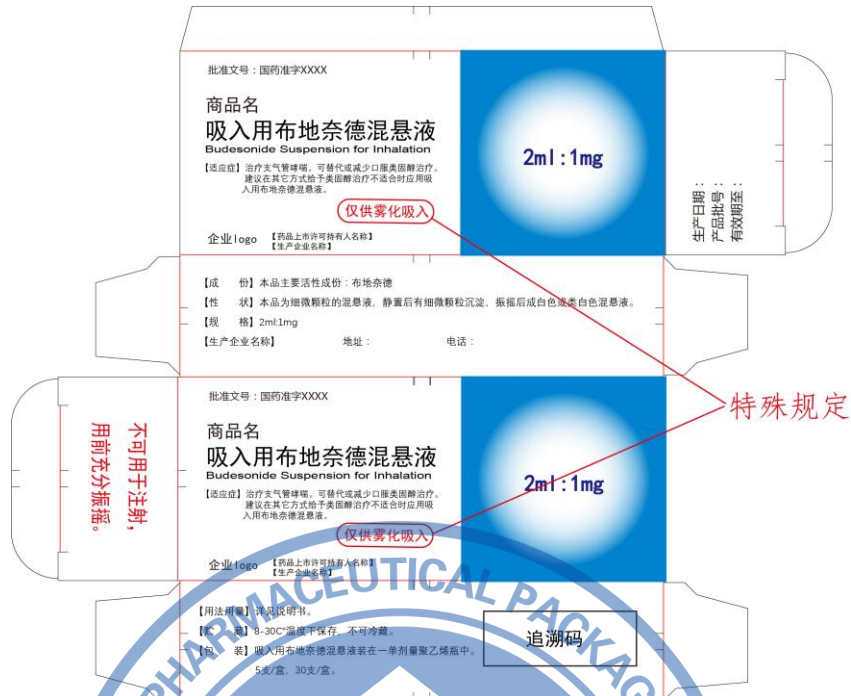 批准文号：国药准字XXXX
商品名
吸入用布地奈德混悬液
Budesonide Suspension for Inhalation
【适应症】治疗支气管哮喘。可替代或减少口服类固醇治疗。
建议在其它方式给予类固醇治疗不适合时应用吸
入用布地奈德混悬液。
仅供雾化吸入
企业logo 【药品上市许可持有人名称】
【生产企业名称】
2ml:1mg
生产日期：
产品批号：
有效期至：
【成 份】本品主要活性成份：布地奈德
【性 状】本品为细微颗粒的混悬液，静置后有细微颗粒沉淀，振摇后成白色或类白色混悬液。
【规 格】2ml:1mg
【生产企业名称】 地址： 电话：
特殊规定
不可用于注射，
用前充分振摇。
批准文号：国药准字XXXX
商品名
吸入用布地奈德混悬液
Budesonide Suspension for Inhalation
【适应症】治疗支气管哮喘。可替代或减少口服类固醇治疗。
建议在其它方式给予类固醇治疗不适合时应用吸
入用布地奈德混悬液。
仅供雾化吸入
企业logo 【药品上市许可持有人名称】
【生产企业名称】
2ml:1mg
【用法用量】详见说明书。
【贮 藏】8-30C°温度下保存，不可冷藏。
【包 装】吸入用布地奈德混悬液装在一单剂量聚乙烯瓶中。
5支/盒，30支/盒。
追溯码
PHARMACEUTICAL PACKAG